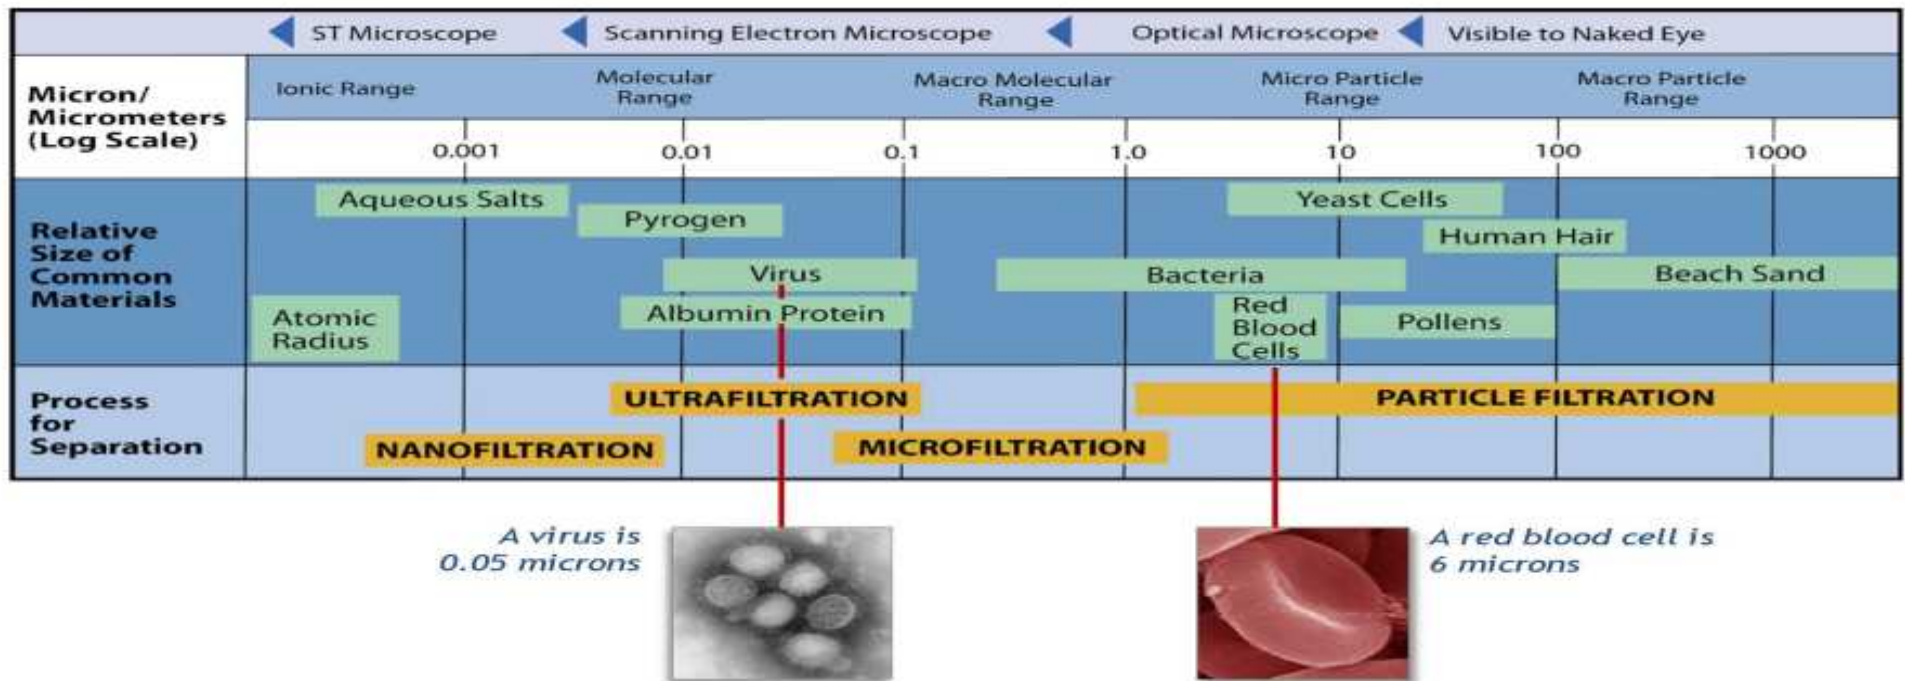 ST Microscope
Scanning Electron Microscope
Optical Microscope
Visible to Naked Eye
Micron/
Micrometers
(Log Scale)
Ionic Range
Molecular
Range
Macro Molecular
Range
Micro Particle
Range
Macro Particle
Range
0.001
0.01
0.1
1.0
10
100
1000
Relative
Size of
Common
Materials
Aqueous Salts
Pyrogen
Yeast Cells
Human Hair
Virus
Bacteria
Beach Sand
Atomic
Radius
Albumin Protein
Red
Blood
Cells
Pollens
Process
for
Separation
ULTRAFILTRATION
PARTICLE FILTRATION
NANOFILTRATION
MICROFILTRATION
A virus is
0.05 microns
A red blood cell is
6 microns